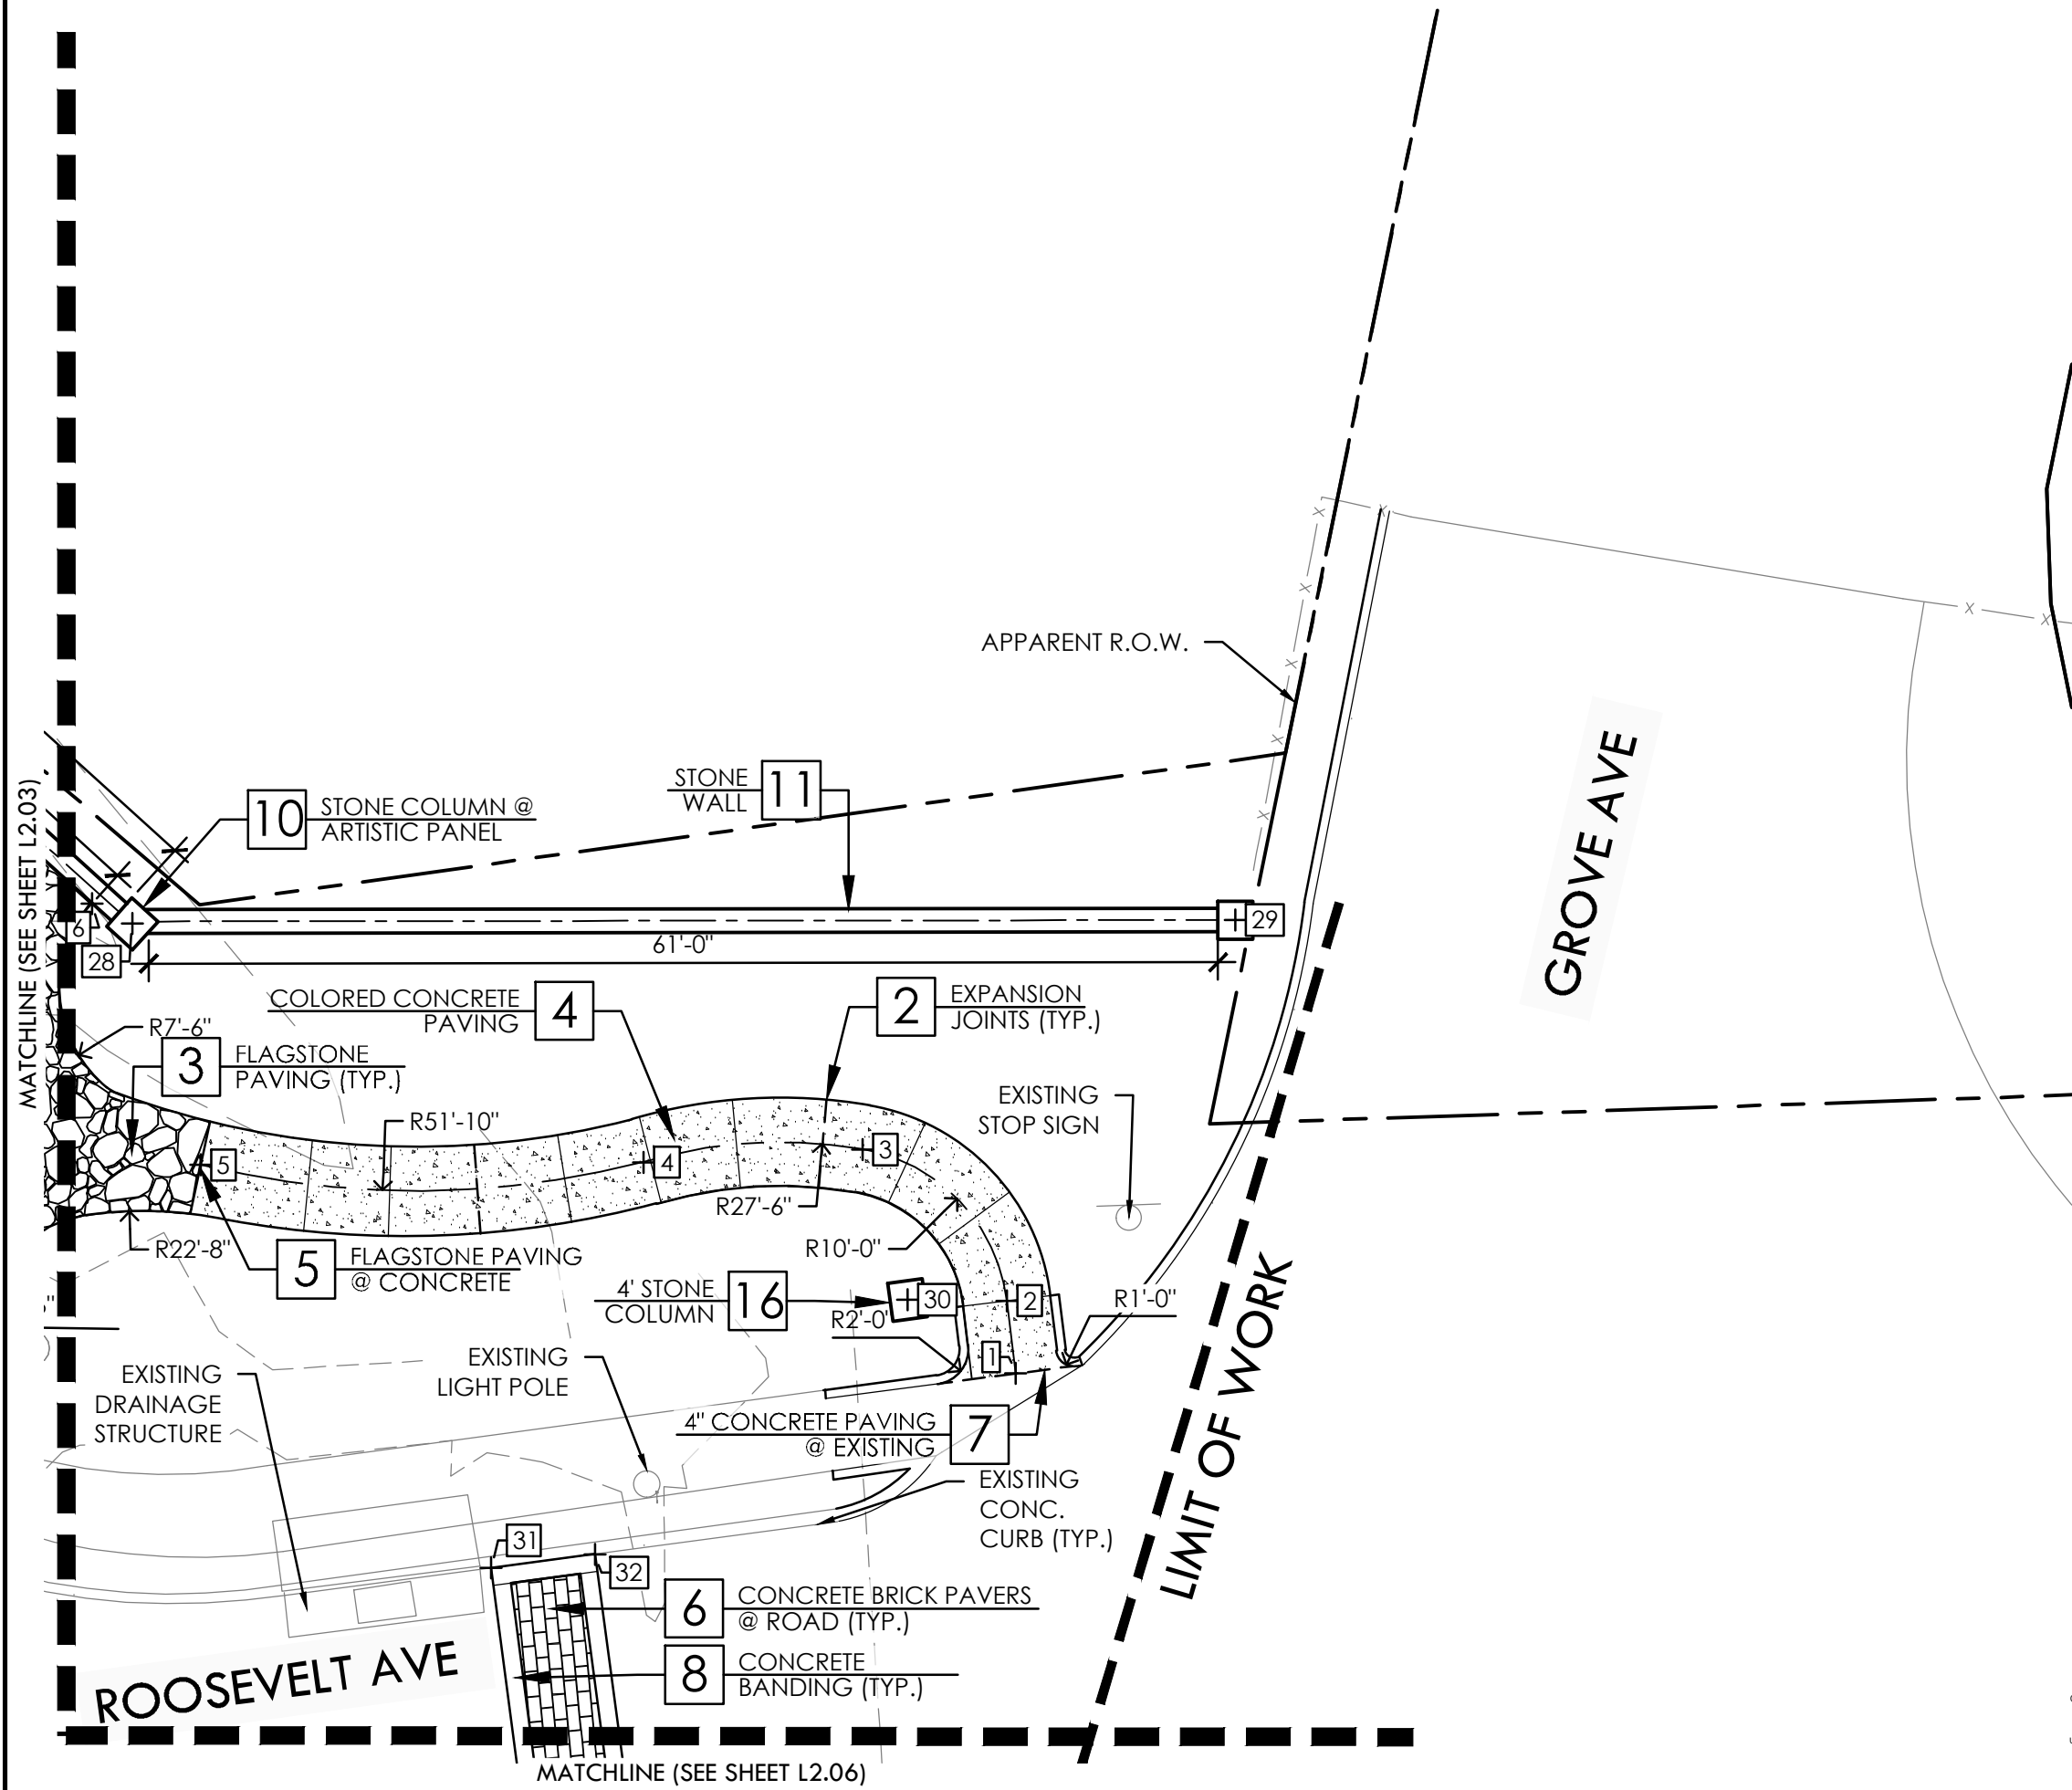 APPARENT R.O.W.
GROVE AVE
MATCHLINE (SEE SHEET L2.03)
10
STONE COLUMN @
ARTISTIC PANEL
STONE
WALL
11
6
28
29
61'-0"
COLORED CONCRETE
PAVING
4
2
EXPANSION
JOINTS (TYP.)
R7'-6"
3
FLAGSTONE
PAVING (TYP.)
R51'-10"
EXISTING
STOP SIGN
5
4
3
R27'-6"
R22'-8"
R10'-0"
5
FLAGSTONE PAVING
@ CONCRETE
4' STONE
COLUMN
16
30
2
R2'-0"
R1'-0"
1
LIMIT OF WORK
EXISTING
DRAINAGE
STRUCTURE
EXISTING
LIGHT POLE
4" CONCRETE PAVING
@ EXISTING
7
EXISTING
CONC.
CURB (TYP.)
31
32
6
CONCRETE BRICK PAVERS
@ ROAD (TYP.)
8
CONCRETE
BANDING (TYP.)
ROOSEVELT AVE
MATCHLINE (SEE SHEET L2.06)